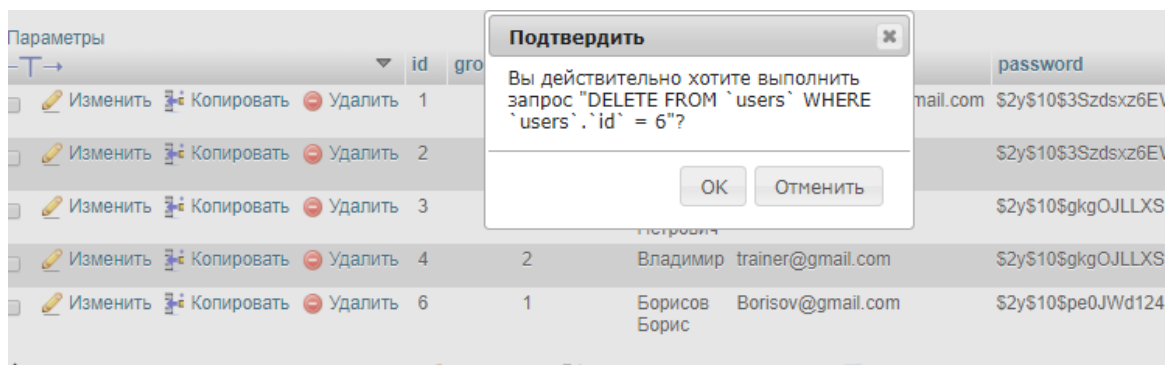 Параметры
Подтвердить
Вы действительно хотите выполнить
запрос "DELETE FROM `users` WHERE
`users`.`id` = 6"?
OK Отменить
id gro password
Изменить Копировать Удалить 1 mail.com $2y$10$3Szdsxz6EV
Изменить Копировать Удалить 2 $2y$10$3Szdsxz6EV
Изменить Копировать Удалить 3 Петрович $2y$10$gkgOJLLXS
Изменить Копировать Удалить 4 2 Владимир trainer@gmail.com $2y$10$gkgOJLLXS
Изменить Копировать Удалить 6 1 Борисов Borisov@gmail.com $2y$10$pe0JWd124
Борис